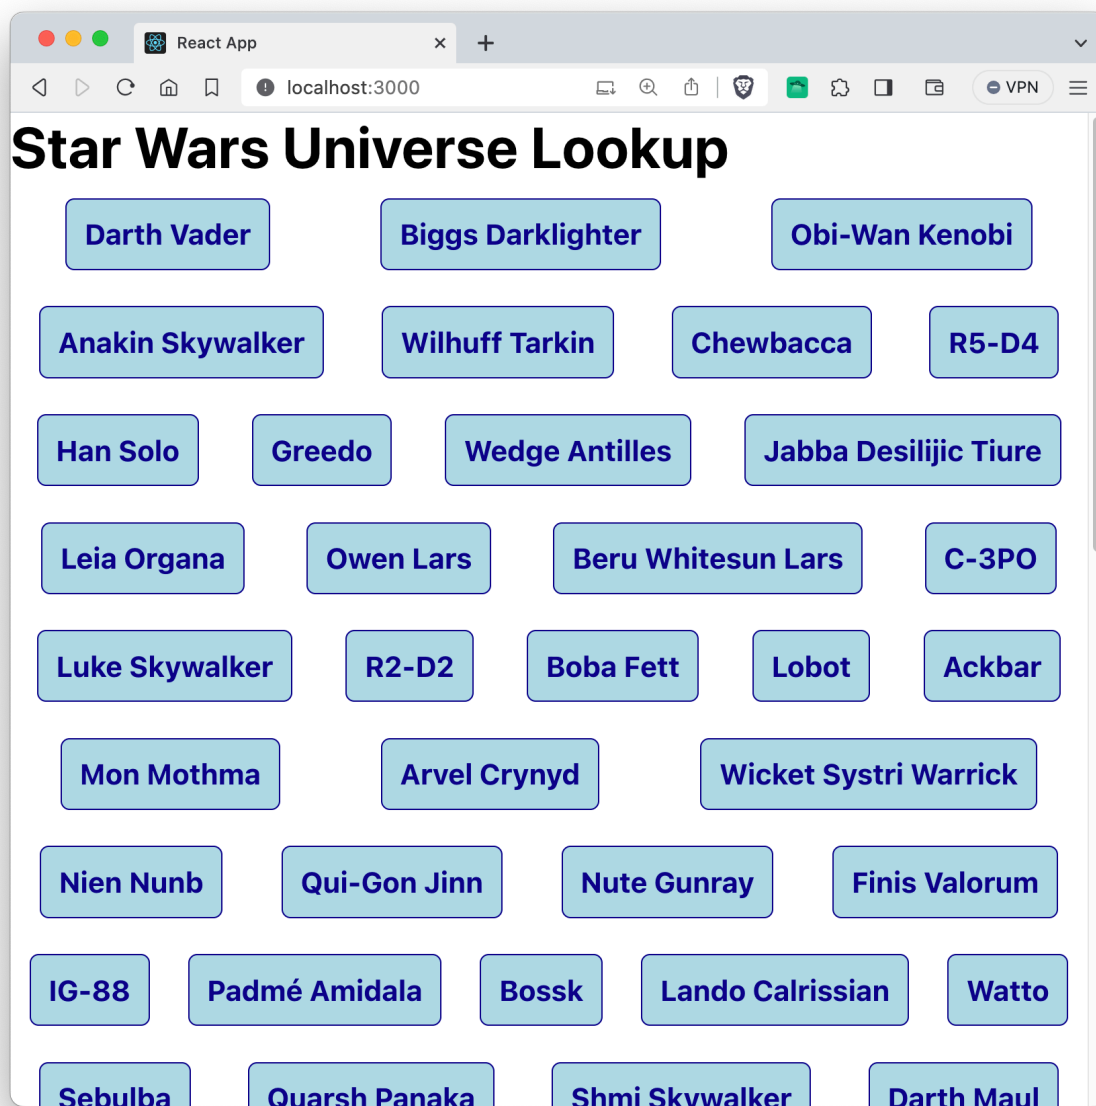 React App
localhost:3000
VPN
Star Wars Universe Lookup
Darth Vader Biggs Darklighter Obi-Wan Kenobi
Anakin Skywalker Wilhuff Tarkin Chewbacca R5-D4
Han Solo Greedo Wedge Antilles Jabba Desilijic Tiure
Leia Organa Owen Lars Beru Whitesun Lars C-3PO
Luke Skywalker R2-D2 Boba Fett Lobot Ackbar
Mon Mothma Arvel Crynyd Wicket Systri Warrick
Nien Nunb Qui-Gon Jinn Nute Gunray Finis Valorum
IG-88 Padmé Amidala Bossk Lando Calrissian Watto
Sebulba Quarsh Panaka Shmi Skywalker Darth Maul